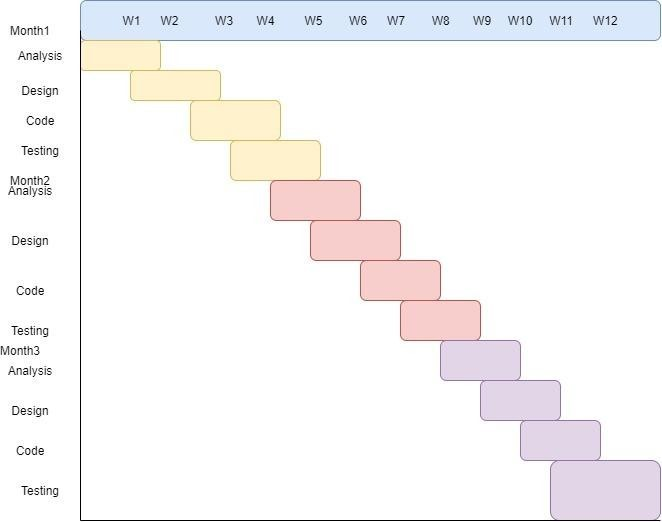 W1 W2 W3 W4 W5 W6 W7 W8 W9 W10 W11 W12
Month1
Analysis
Design
Code
Testing
Month2
Analysis
Design
Code
Testing
Month3
Analysis
Design
Code
Testing